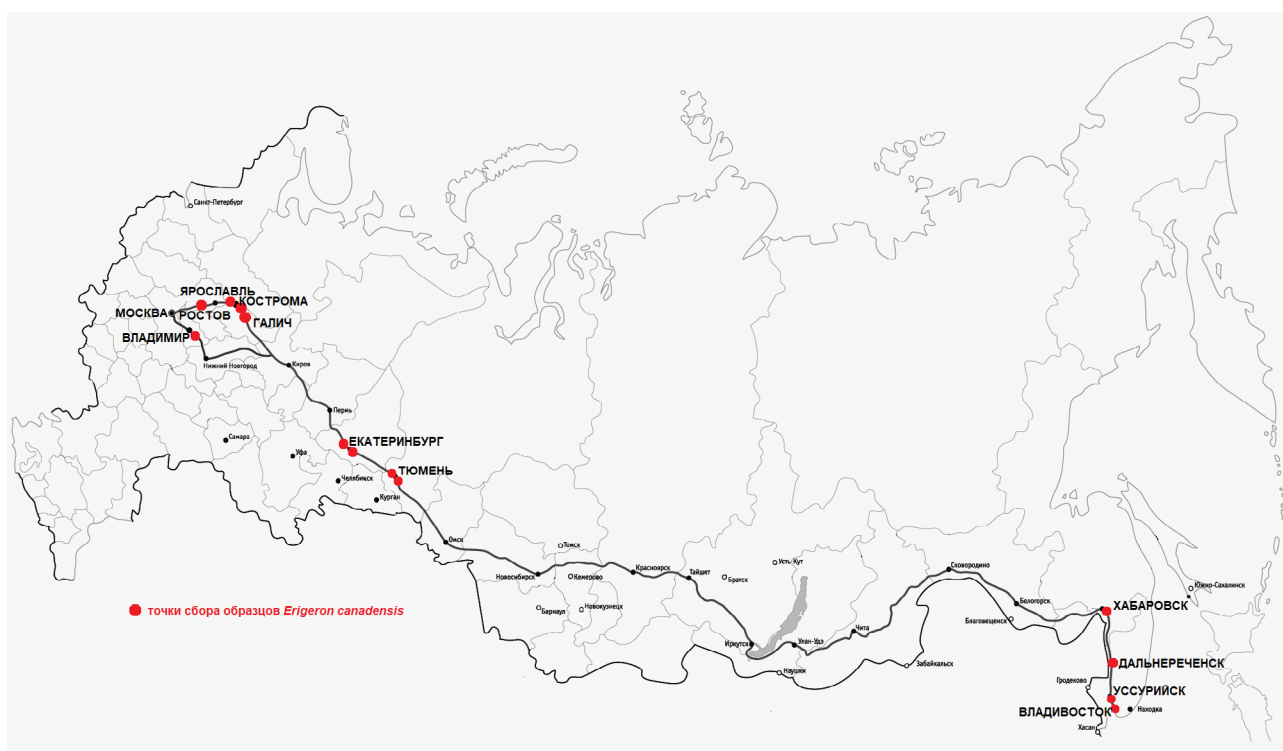 Санкт-Петербург
ЯРОСЛАВЛЬ
КОСТРОМА
МОСКВА
РОСТОВ
ГАЛИЧ
ВЛАДИМИР
Нижний Новгород
Киров
Пермь
Самара
ЕКАТЕРИНБУРГ
Уфа
ТЮМЕНЬ
Челябинск
Курган
Омск
Томск
Новосибирск
Кемерово
Красноярск
Тайшет
Братск
Усть-Кут
Сковородино
Южно-Сахалинск
Барнаул
Новокузнецк
точки сбора образцов Erigeron canadensis
Белогорск
ХАБАРОВСК
Благовещенск
Иркутск
Улан-Удэ
Чита
Наушки
Забайкальск
ДАЛЬНЕРЕЧЕНСК
Гродеково
УССУРИЙСК
ВЛАДИВОСТОК
Находка
Хасан